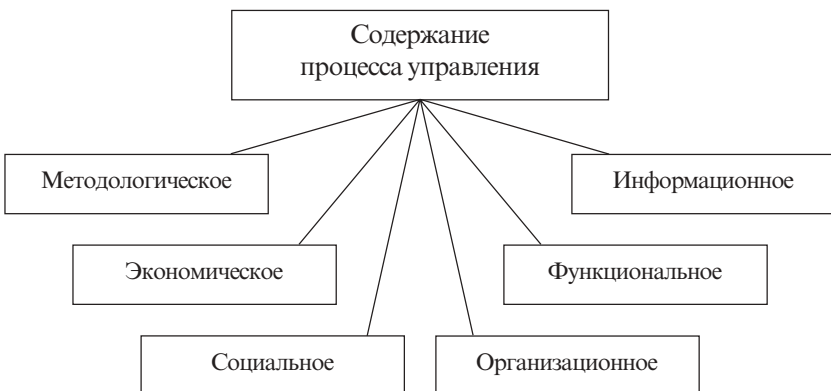 Содержание
процесса управления
Методологическое
Информационное
Экономическое
Функциональное
Социальное
Организационное